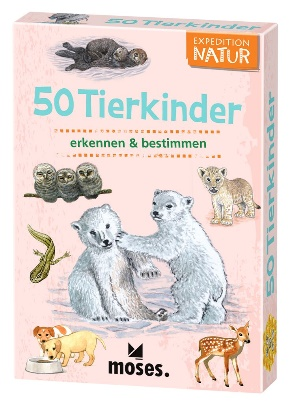 EXPEDITION
NATUR
50 Tierkinder
erkennen & bestimmen
moses.
50 Tierkinder